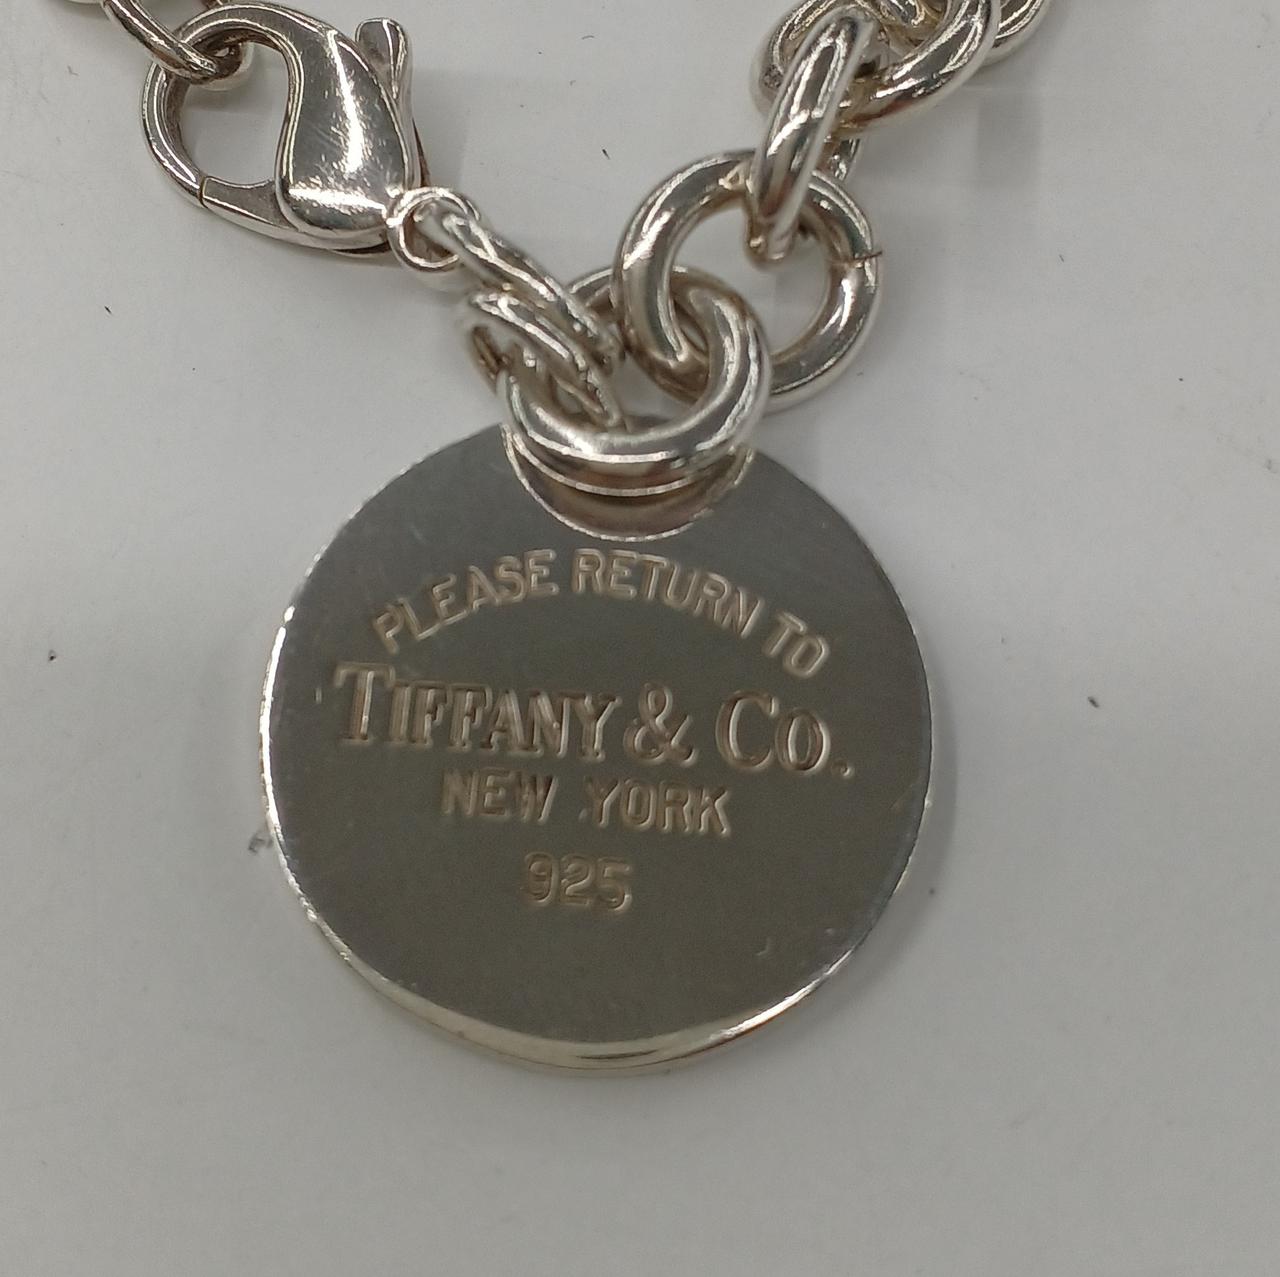 PLEASE RETURN TO
TIFFANY & CO.
NEW YORK
925